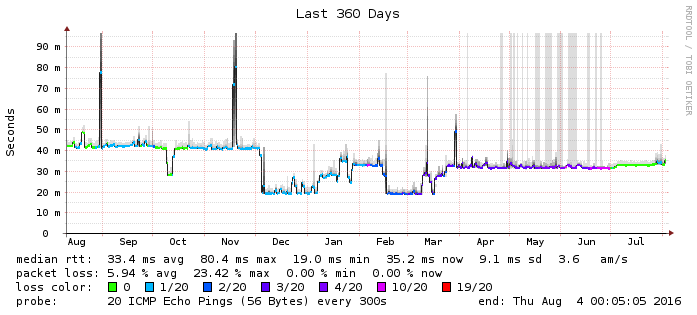 Last 360 Days
RRDTOOL / TOBI OETIKER
Seconds
90 m
80 m
70 m
60 m
50 m
40 m
30 m
20 m
10 m
0
Aug Sep Oct Nov Dec Jan Feb Mar Apr May Jun Jul
median rtt: 33.4 ms avg 80.4 ms max 19.0 ms min 35.2 ms now 9.1 ms sd 3.6 am/s
packet loss: 5.94 % avg 23.42 % max 0.00 % min 0.00 % now
loss color: 0 1/20 2/20 3/20 4/20 10/20 19/20
probe: 20 ICMP Echo Pings (56 Bytes) every 300s end: Thu Aug 4 00:05:05 2016